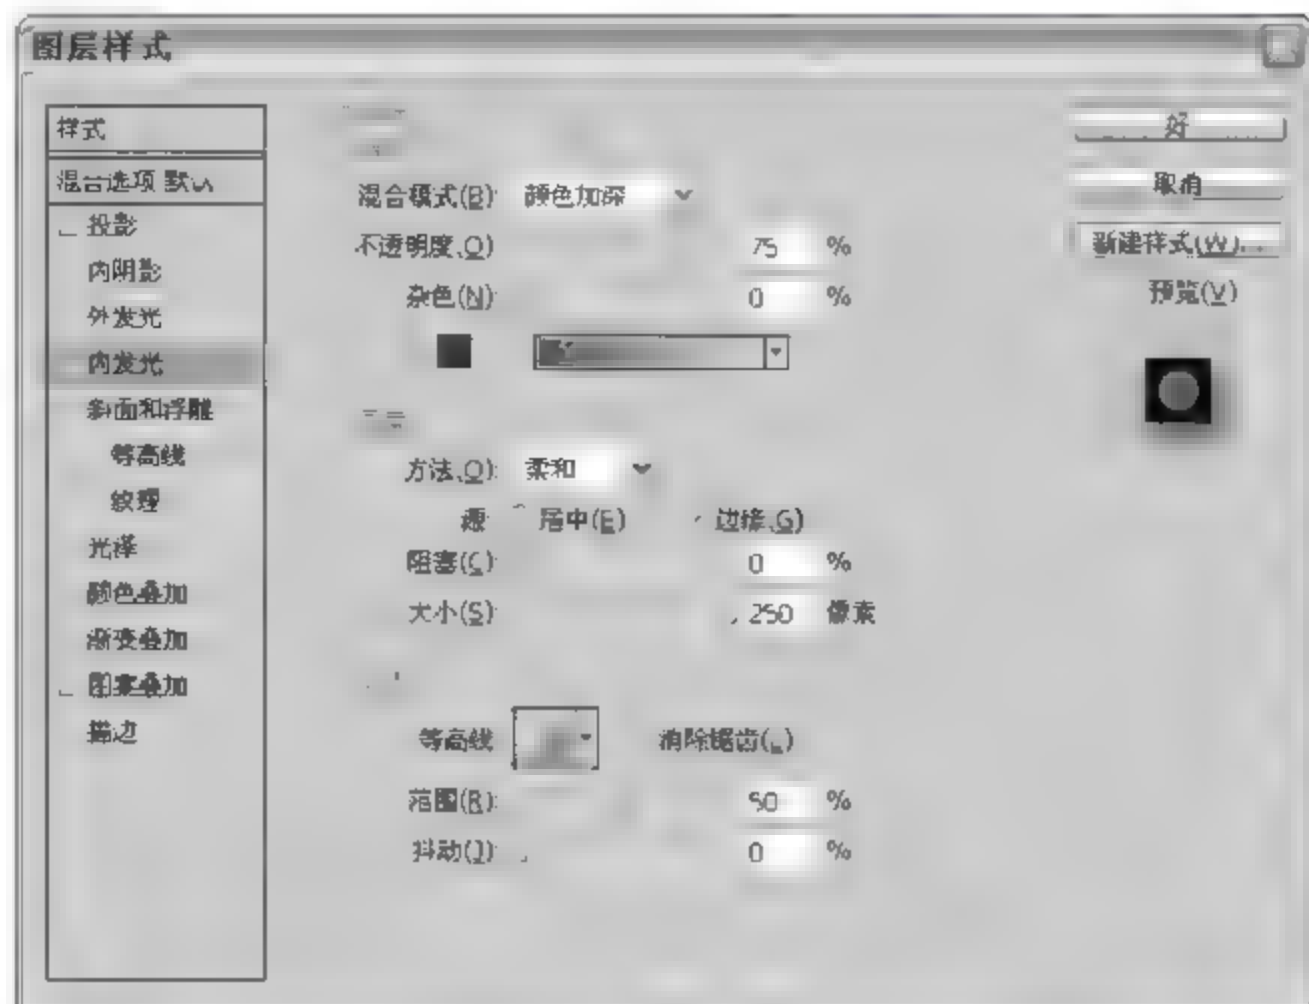 图层样式
样式
混合选项 默认
投影
内阴影
外发光
内发光
斜面和浮雕
等高线
纹理
光泽
颜色叠加
渐变叠加
图案叠加
描边
混合模式(B): 颜色加深
不透明度(O): 75 %
杂色(N): 0 %
方法(Q): 柔和
源: 居中(E) 边缘(G)
阻塞(C): 0 %
大小(S): 250 像素
等高线 消除锯齿(L)
范围(R): 50 %
抖动(J): 0 %
好
取消
新建样式(W)...
预览(V)